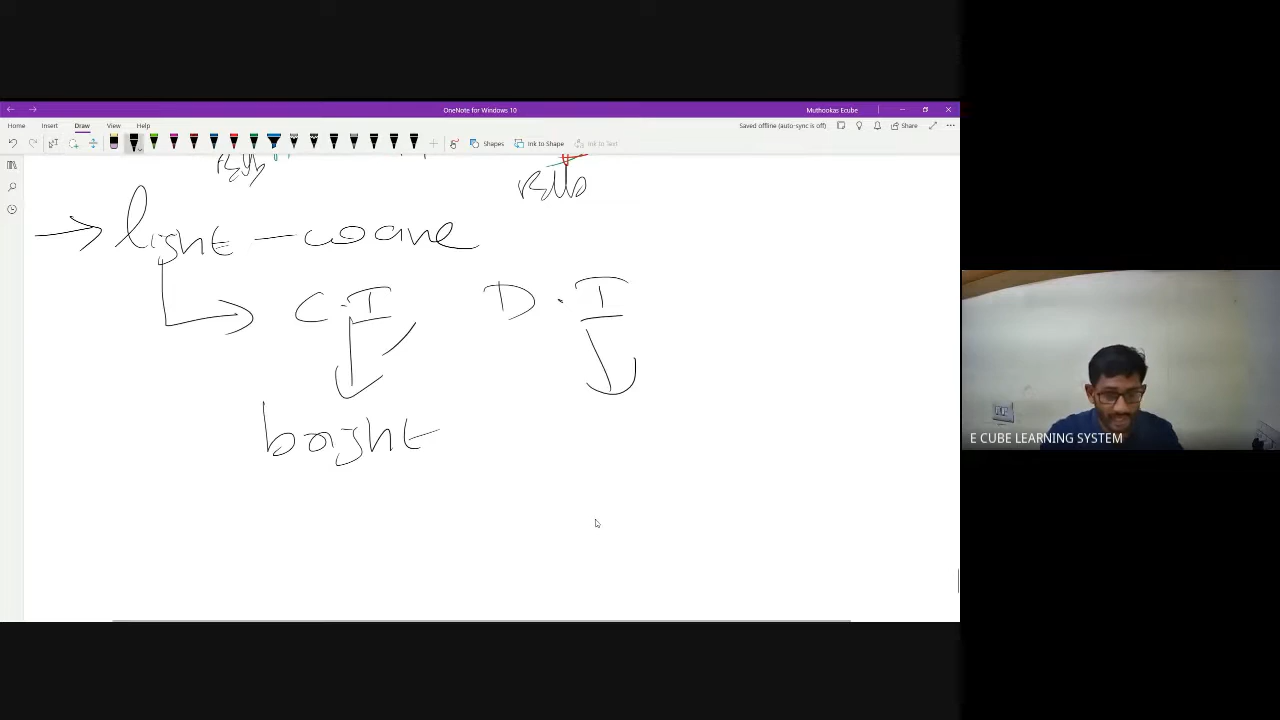 OneNote for Windows 10
Muthookas Ecube
Home Insert Draw View Help
Saved offline (auto-sync is off)
Share
Shapes
Ink to Shape
Ink to Text
→ light - wave
C.I D.I
bright
E CUBE LEARNING SYSTEM